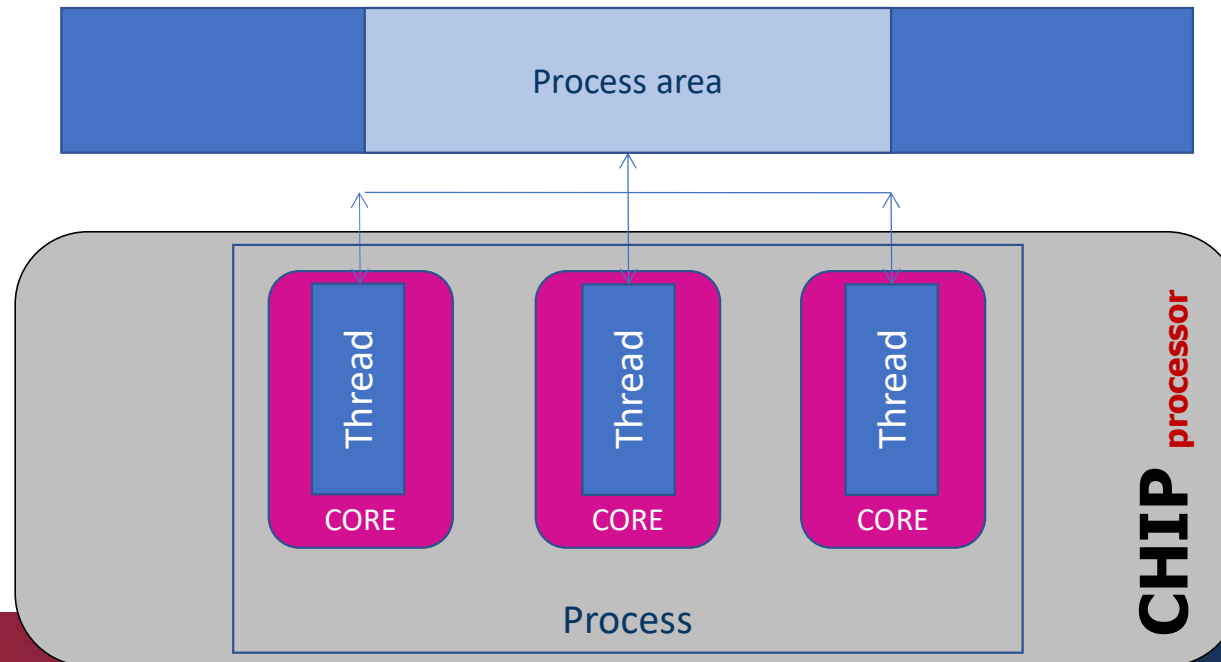 Process area
Thread
Thread
Thread
CORE
CORE
CORE
Process
CHIP processor